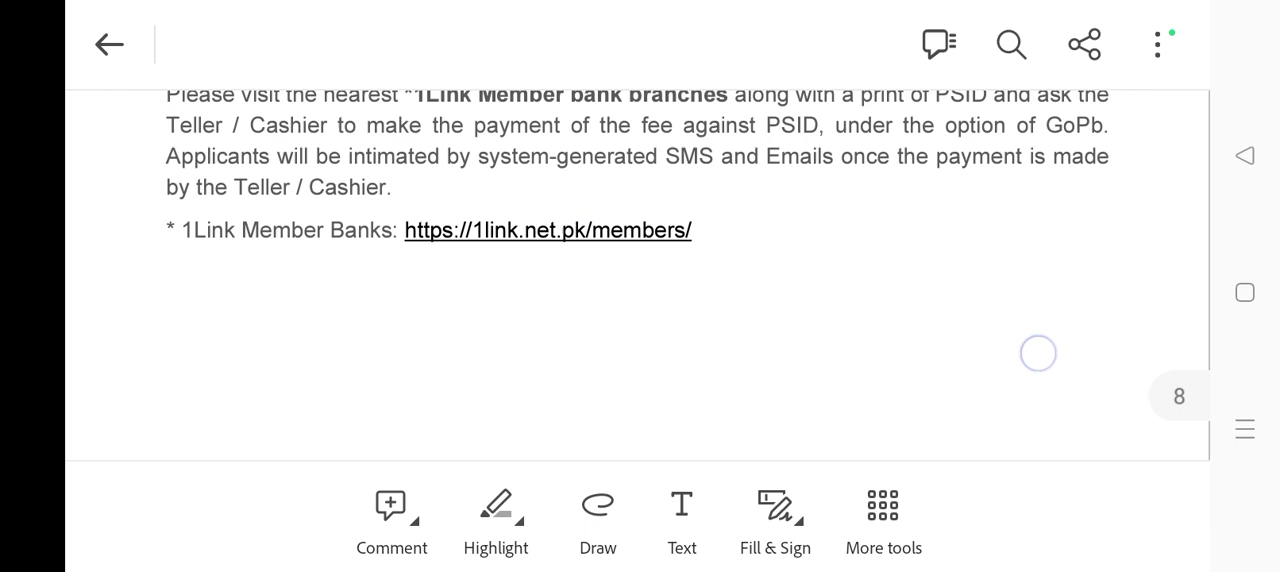 Please visit the nearest *1Link Member bank branches along with a print of PSID and ask the
Teller / Cashier to make the payment of the fee against PSID, under the option of GoPb.
Applicants will be intimated by system-generated SMS and Emails once the payment is made
by the Teller / Cashier.
* 1Link Member Banks: https://1link.net.pk/members/
8
Comment Highlight Draw Text Fill & Sign More tools